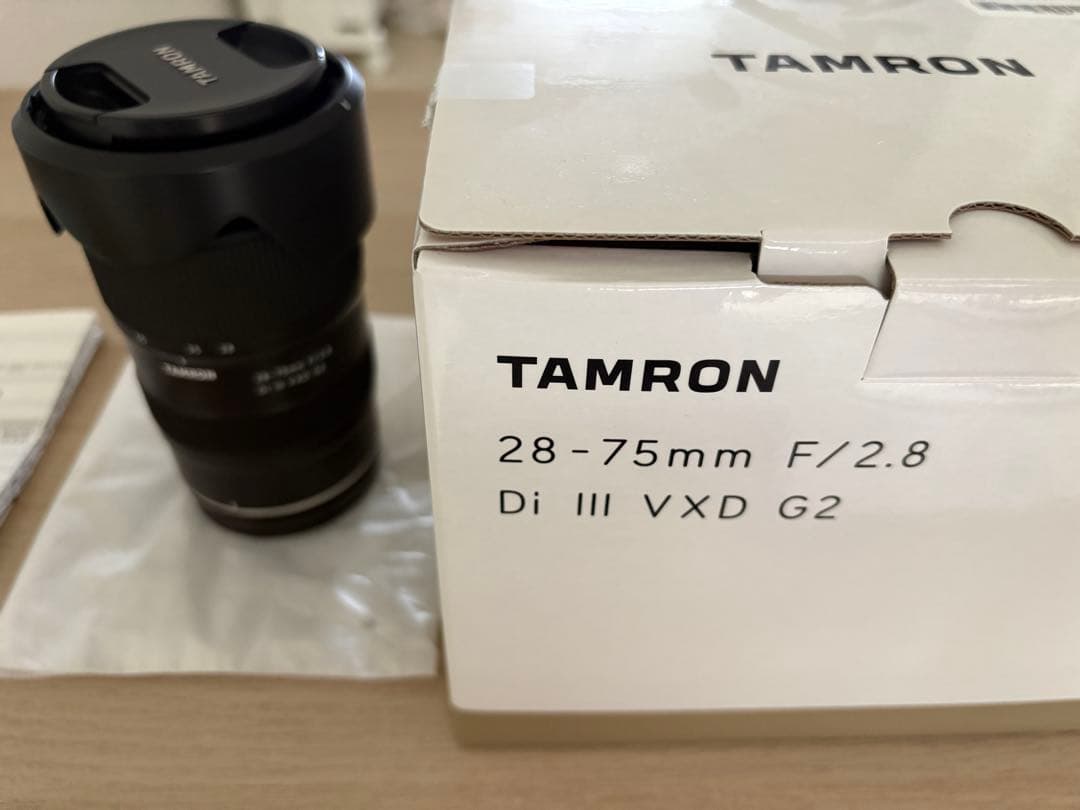 TAMRON
TAMRON
TAMRON
28-75mm F/2.8
Di III VXD G2
TAMRON